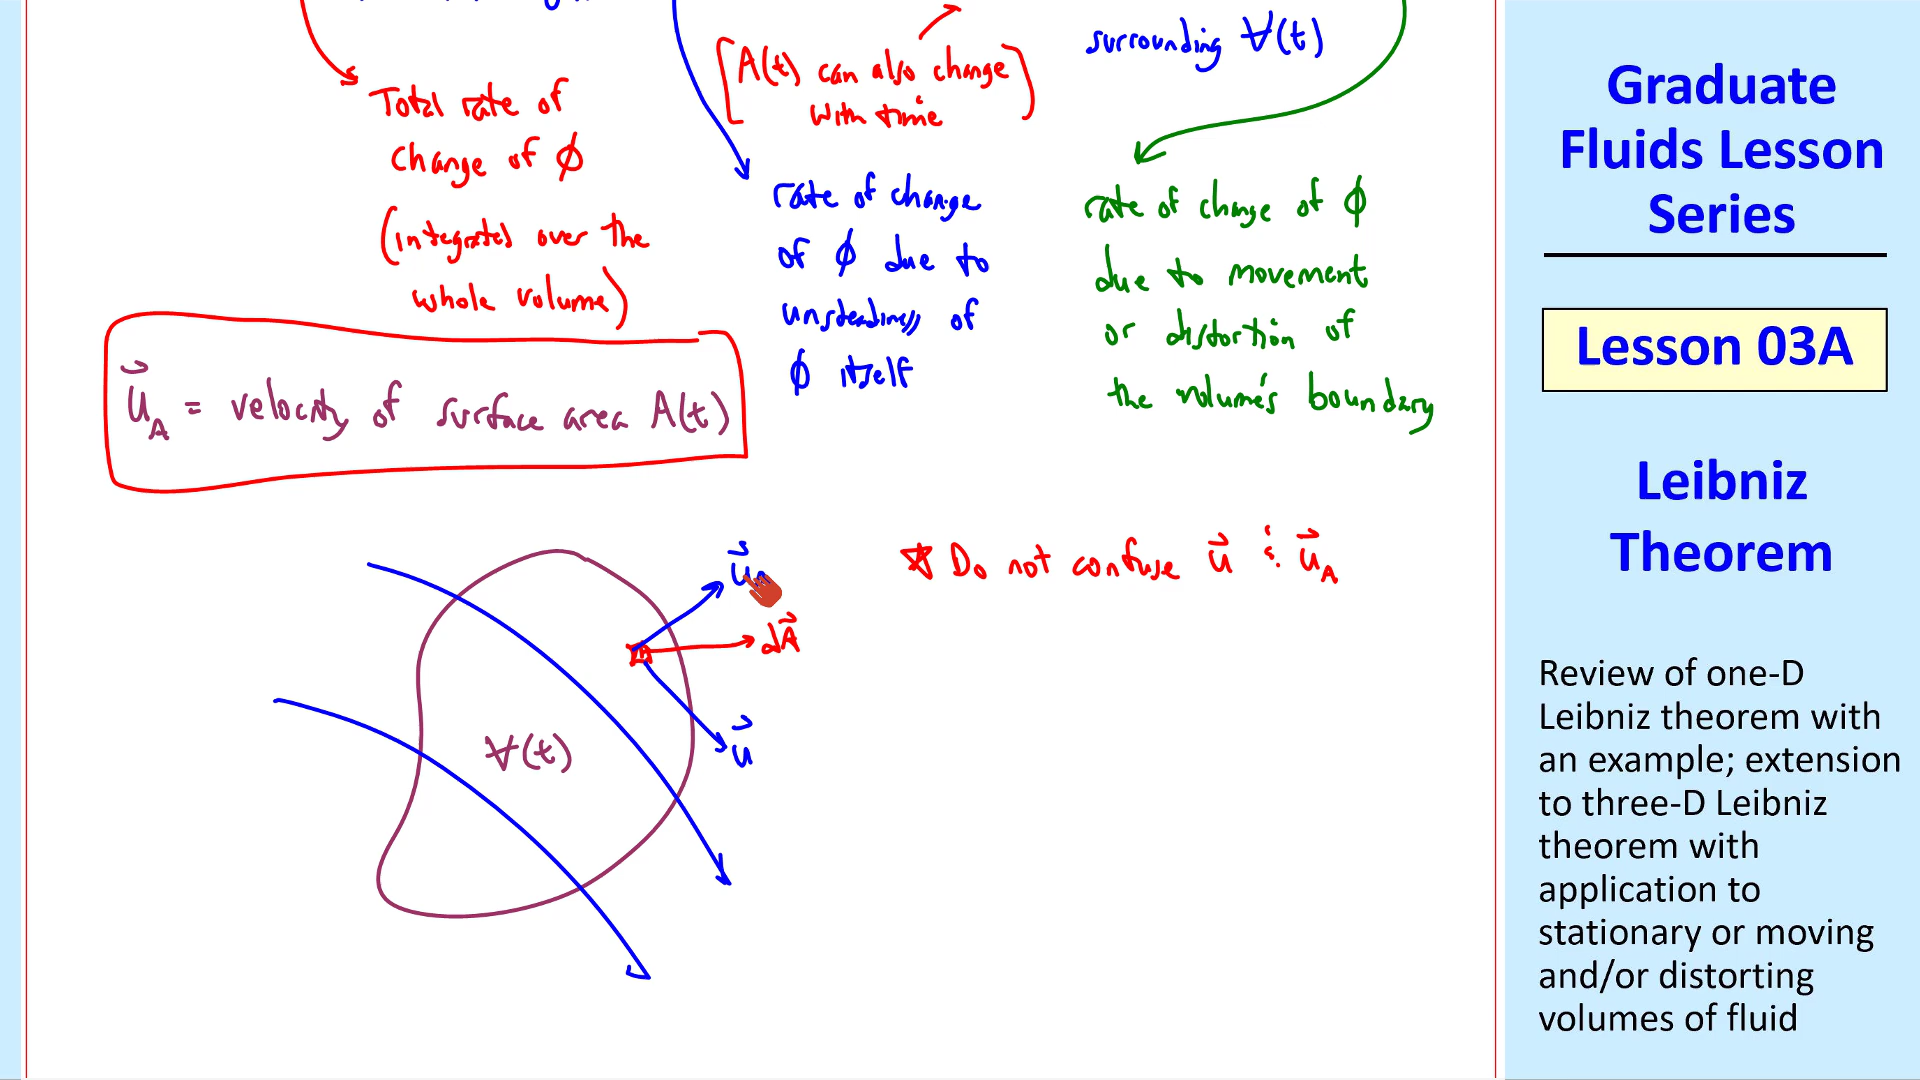 surrounding V(t)
[A(t) can also change
with time]
Total rate of
change of ϕ
(integrated over the
whole volume)
rate of change
of ϕ due to
unsteadiness of
ϕ itself
rate of change of ϕ
due to movement
or distortion of
the volume's boundary
u⃗_A = velocity of surface area A(t)
☆ Do not confuse u⃗ & u⃗_A
dA⃗
u⃗
V(t)
Graduate
Fluids Lesson
Series
Lesson 03A
Leibniz
Theorem
Review of one-D
Leibniz theorem with
an example; extension
to three-D Leibniz
theorem with
application to
stationary or moving
and/or distorting
volumes of fluid